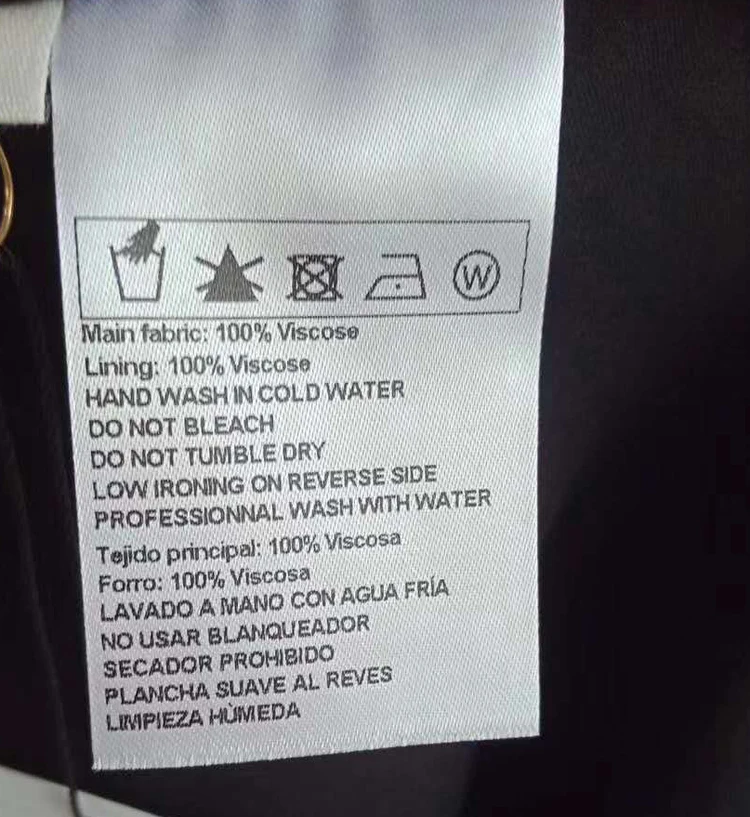 W
Main fabric: 100% Viscose
Lining: 100% Viscose
HAND WASH IN COLD WATER
DO NOT BLEACH
DO NOT TUMBLE DRY
LOW IRONING ON REVERSE SIDE
PROFESSIONNAL WASH WITH WATER
Tejido principal: 100% Viscosa
Forro: 100% Viscosa
LAVADO A MANO CON AGUA FRÍA
NO USAR BLANQUEADOR
SECADOR PROHIBIDO
PLANCHA SUAVE AL REVES
LIMPIEZA HÙMEDA